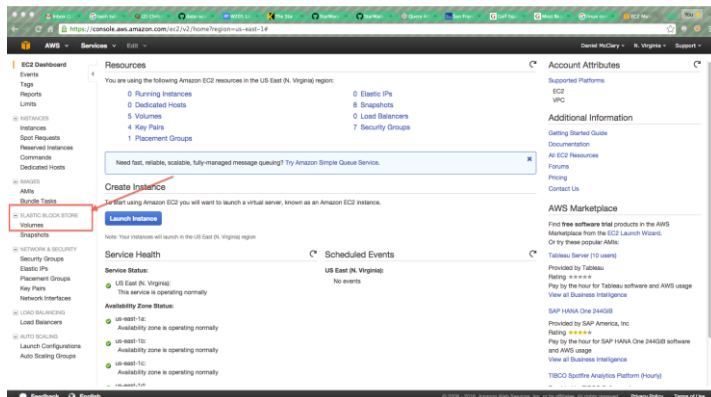 https://console.aws.amazon.com/ec2/v2/home?region=us-east-1#
AWS Services Edit Daniel McClary N. Virginia Support
EC2 Dashboard
Events
Tags
Reports
Limits
INSTANCES
Instances
Spot Requests
Reserved Instances
Commands
Dedicated Hosts
IMAGES
AMIs
Bundle Tasks
ELASTIC BLOCK STORE
Volumes
Snapshots
NETWORK & SECURITY
Security Groups
Elastic IPs
Placement Groups
Key Pairs
Network Interfaces
LOAD BALANCING
Load Balancers
AUTO SCALING
Launch Configurations
Auto Scaling Groups
Resources
You are using the following Amazon EC2 resources in the US East (N. Virginia) region:
0 Running Instances 0 Elastic IPs
0 Dedicated Hosts 8 Snapshots
5 Volumes 0 Load Balancers
4 Key Pairs 7 Security Groups
1 Placement Groups
Need fast, reliable, scalable, fully-managed message queuing? Try Amazon Simple Queue Service.
Create Instance
To start using Amazon EC2 you will want to launch a virtual server, known as an Amazon EC2 instance.
Launch Instance
Note: Your instances will launch in the US East (N. Virginia) region
Service Health
Service Status:
US East (N. Virginia):
This service is operating normally
Availability Zone Status:
us-east-1a:
Availability zone is operating normally
us-east-1b:
Availability zone is operating normally
us-east-1c:
Availability zone is operating normally
Scheduled Events
US East (N. Virginia):
No events
Account Attributes
Supported Platforms
EC2
VPC
Additional Information
Getting Started Guide
Documentation
All EC2 Resources
Forums
Pricing
Contact Us
AWS Marketplace
Find free software trial products in the AWS
Marketplace from the EC2 Launch Wizard.
Or try these popular AMIs:
Tableau Server (10 users)
Provided by Tableau
Rating
Pay by the hour for Tableau software and AWS usage
View all Business Intelligence
SAP HANA One 244GiB
Provided by SAP America, Inc
Rating
Pay by the hour for SAP HANA One 244GiB software
and AWS usage
View all Business Intelligence
TIBCO Spotfire Analytics Platform (Hourly)
Feedback English Privacy Policy Terms of Use